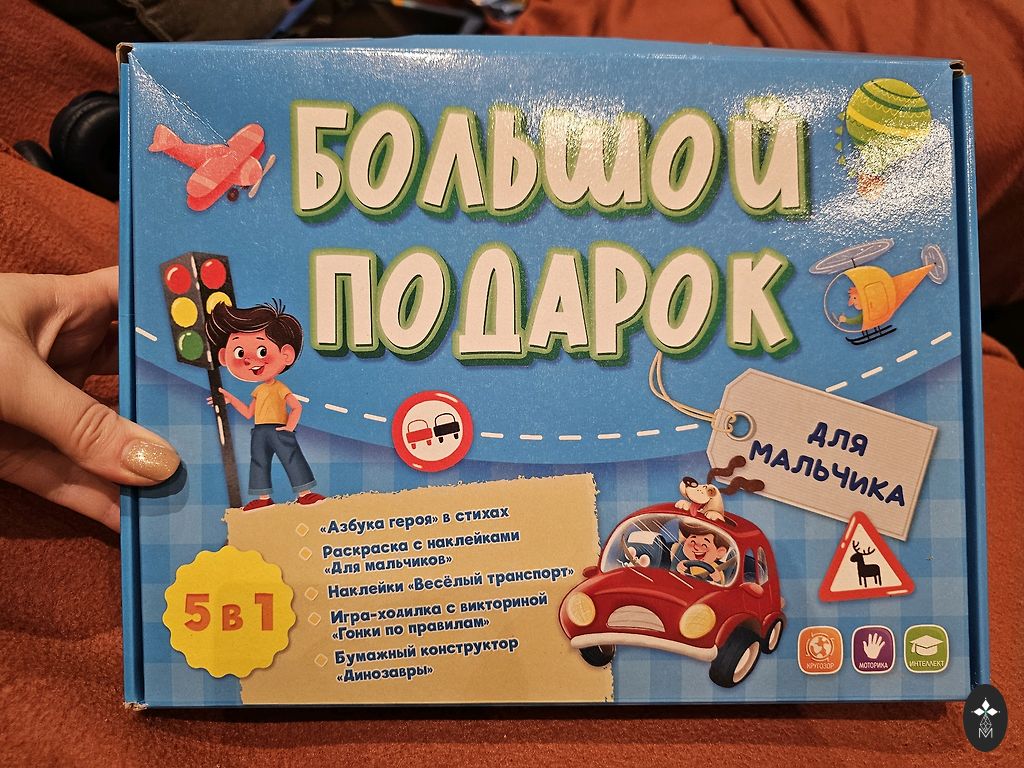 БОЛЬШОЙ
ПОДАРОК
ДЛЯ
МАЛЬЧИКА
«Азбука героя» в стихах
Раскраска с наклейками
«Для мальчиков»
Наклейки «Весёлый транспорт»
Игра-ходилка с викториной
«Гонки по правилам»
Бумажный конструктор
«Динозавры»
5 в 1
КРУГОЗОР
МОТОРИКА
ИНТЕЛЛЕКТ
M